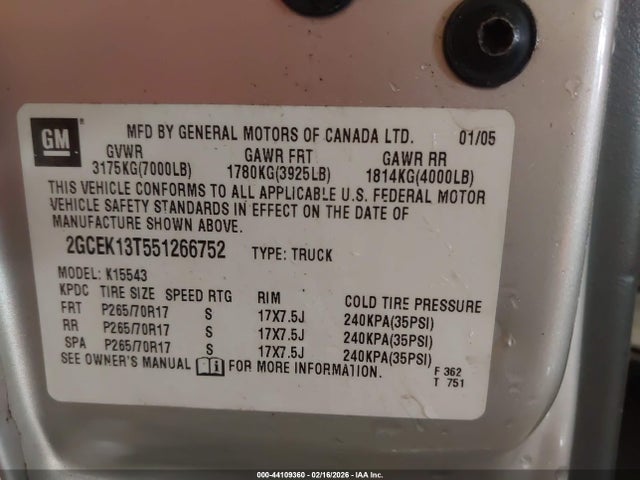 GM ®
MFD BY GENERAL MOTORS OF CANADA LTD. 01/05
GVWR GAWR FRT GAWR RR
3175KG(7000LB) 1780KG(3925LB) 1814KG(4000LB)
THIS VEHICLE CONFORMS TO ALL APPLICABLE U.S. FEDERAL MOTOR
VEHICLE SAFETY STANDARDS IN EFFECT ON THE DATE OF
MANUFACTURE SHOWN ABOVE.
2GCEK13T551266752 TYPE: TRUCK
MODEL: K15543
KPDC TIRE SIZE SPEED RTG RIM COLD TIRE PRESSURE
FRT P265/70R17 S 17X7.5J 240KPA(35PSI)
RR P265/70R17 S 17X7.5J 240KPA(35PSI)
SPA P265/70R17 S 17X7.5J 240KPA(35PSI)
SEE OWNER'S MANUAL FOR MORE INFORMATION.
F 362
T 751
000-44109360 - 02/16/2026 - IAA Inc.